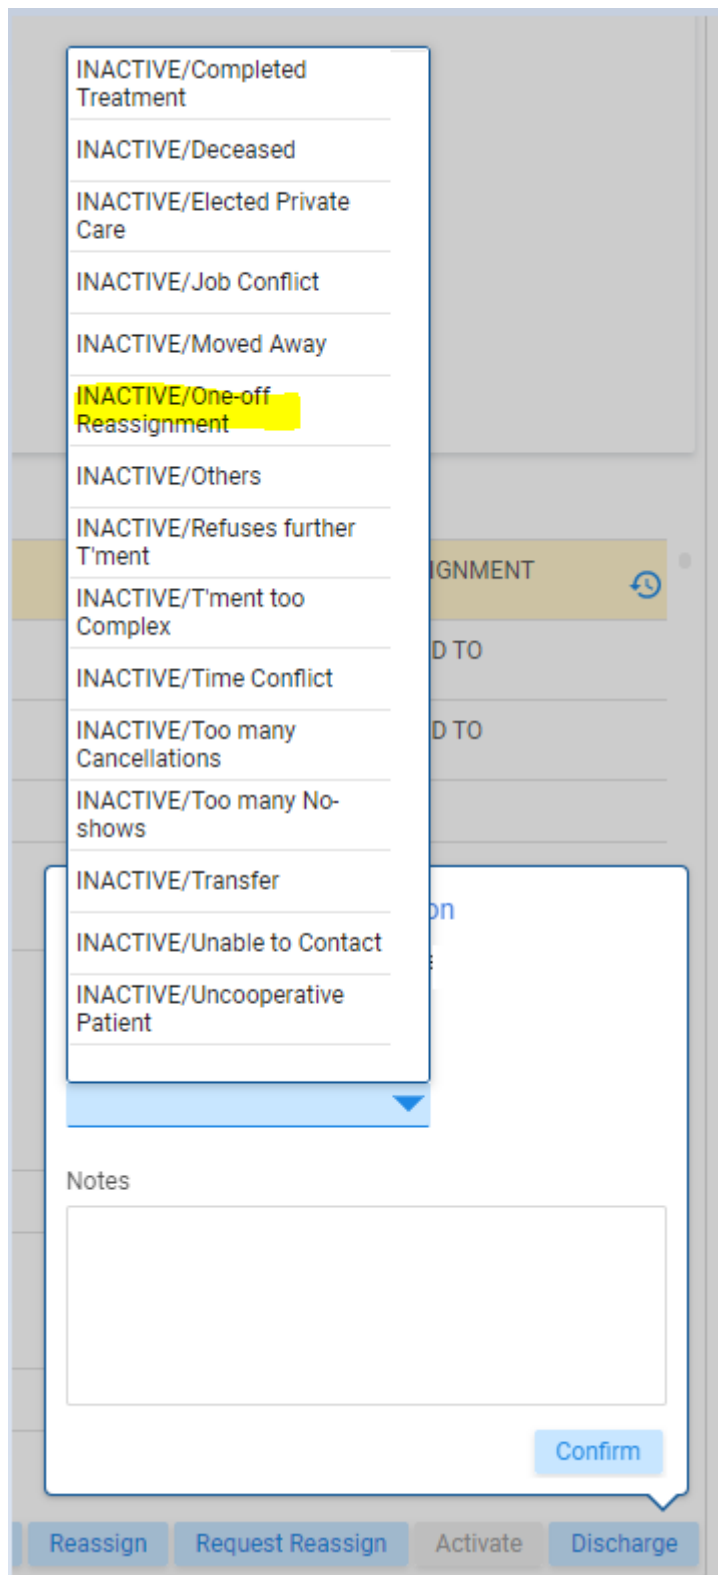 INACTIVE/Completed
Treatment
INACTIVE/Deceased
INACTIVE/Elected Private
Care
INACTIVE/Job Conflict
INACTIVE/Moved Away
INACTIVE/One-off
Reassignment
INACTIVE/Others
INACTIVE/Refuses further
T'ment
IGNMENT
INACTIVE/T'ment too
Complex
D TO
INACTIVE/Time Conflict
INACTIVE/Too many
D TO
Cancellations
INACTIVE/Too many No-
shows
INACTIVE/Transfer
on
INACTIVE/Unable to Contact
INACTIVE/Uncooperative
Patient
Notes
Confirm
Reassign
Request Reassign
Activate
Discharge